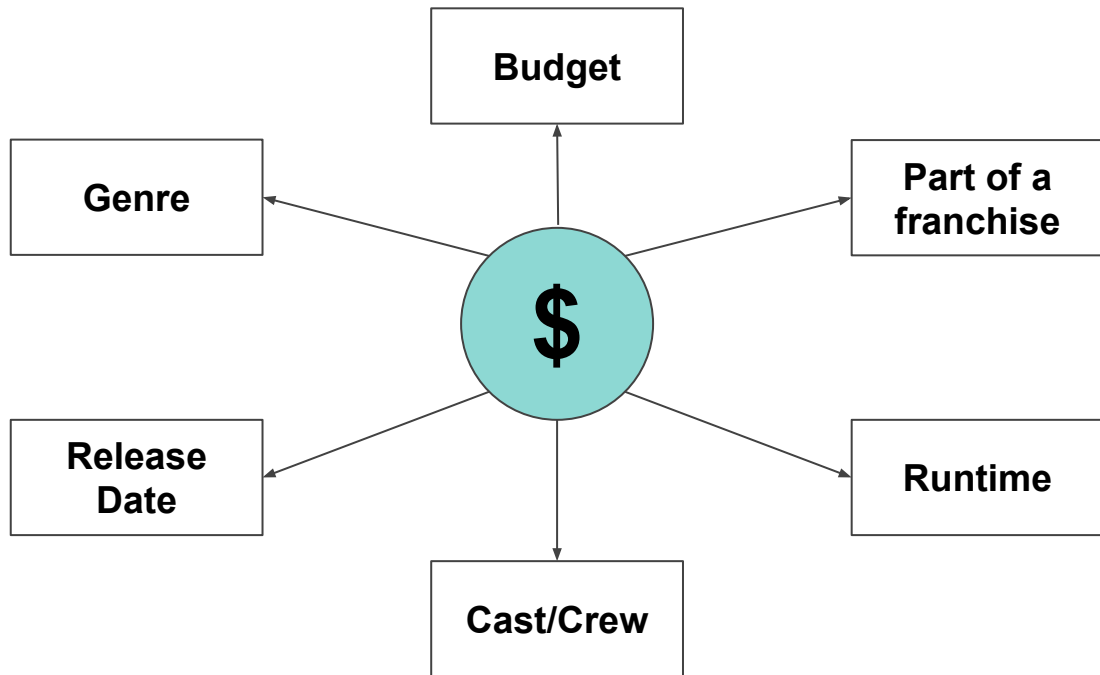 Budget
Genre
Part of a
franchise
$
Release
Date
Runtime
Cast/Crew